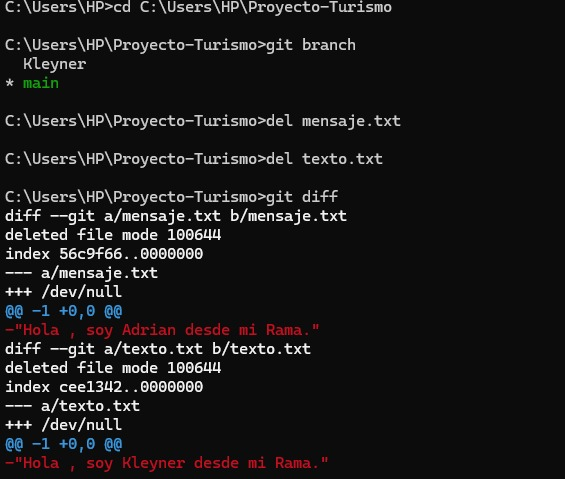 C:\Users\HP>cd C:\Users\HP\Proyecto-Turismo
C:\Users\HP\Proyecto-Turismo>git branch
  Kleyner
* main
C:\Users\HP\Proyecto-Turismo>del mensaje.txt
C:\Users\HP\Proyecto-Turismo>del texto.txt
C:\Users\HP\Proyecto-Turismo>git diff
diff --git a/mensaje.txt b/mensaje.txt
deleted file mode 100644
index 56c9f66..0000000
--- a/mensaje.txt
+++ /dev/null
@@ -1 +0,0 @@
-"Hola , soy Adrian desde mi Rama."
diff --git a/texto.txt b/texto.txt
deleted file mode 100644
index cee1342..0000000
--- a/texto.txt
+++ /dev/null
@@ -1 +0,0 @@
-"Hola , soy Kleyner desde mi Rama."